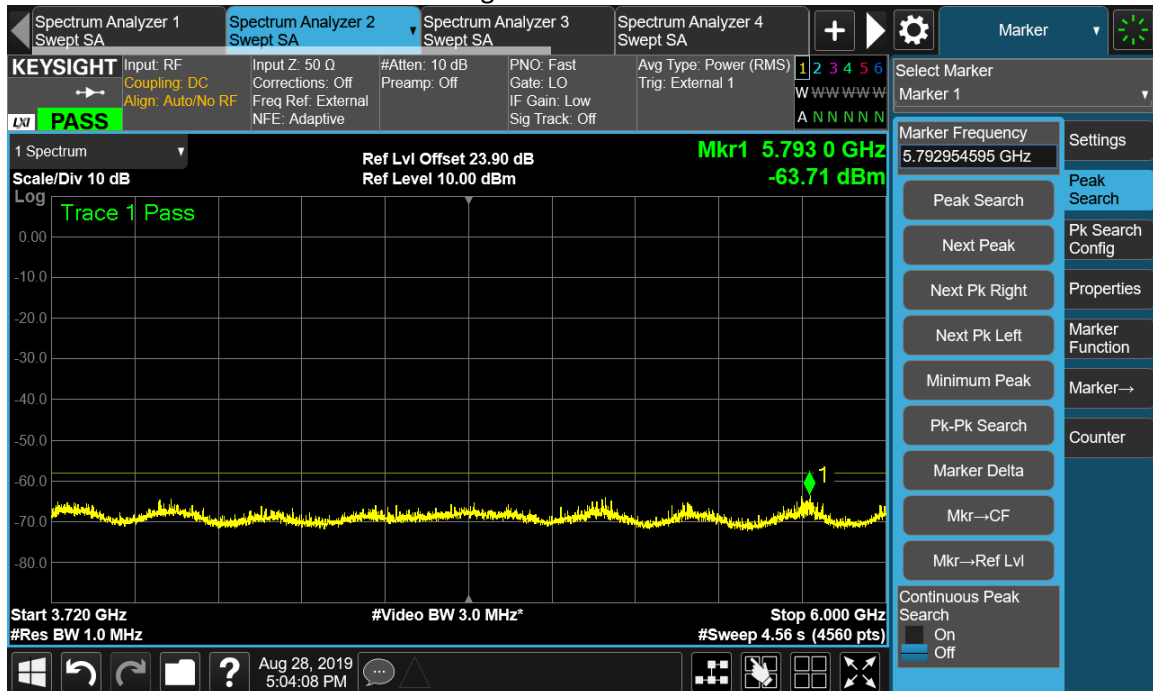 Spectrum Analyzer 1
Swept SA
Spectrum Analyzer 2
Swept SA
Spectrum Analyzer 3
Swept SA
Spectrum Analyzer 4
Swept SA
+
Marker
KEYSIGHT
LXI PASS
Input: RF
Coupling: DC
Align: Auto/No RF
Input Z: 50 Ω
Corrections: Off
Freq Ref: External
NFE: Adaptive
#Atten: 10 dB
Preamp: Off
PNO: Fast
Gate: LO
IF Gain: Low
Sig Track: Off
Avg Type: Power (RMS)
Trig: External 1
1 2 3 4 5 6
W W W W W W
A N N N N N
Select Marker
Marker 1
1 Spectrum
Scale/Div 10 dB
Ref Lvl Offset 23.90 dB
Ref Level 10.00 dBm
Mkr1 5.793 0 GHz
-63.71 dBm
Log
Trace 1 Pass
0.00
-10.0
-20.0
-30.0
-40.0
-50.0
-60.0
-70.0
-80.0
1
Start 3.720 GHz
#Res BW 1.0 MHz
#Video BW 3.0 MHz*
Stop 6.000 GHz
#Sweep 4.56 s (4560 pts)
Marker Frequency
5.792954595 GHz
Peak Search
Next Peak
Next Pk Right
Next Pk Left
Minimum Peak
Pk-Pk Search
Marker Delta
Mkr→CF
Mkr→Ref Lvl
Continuous Peak
Search
On
Off
Settings
Peak
Search
Pk Search
Config
Properties
Marker
Function
Marker→
Counter
?
Aug 28, 2019
5:04:08 PM